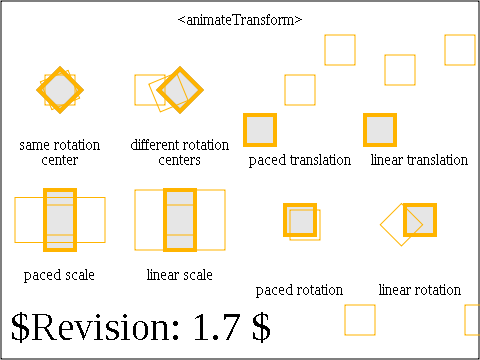 <animateTransform>
same rotation
center
different rotation
centers
paced translation
linear translation
paced scale
linear scale
paced rotation
linear rotation
$Revision: 1.7 $